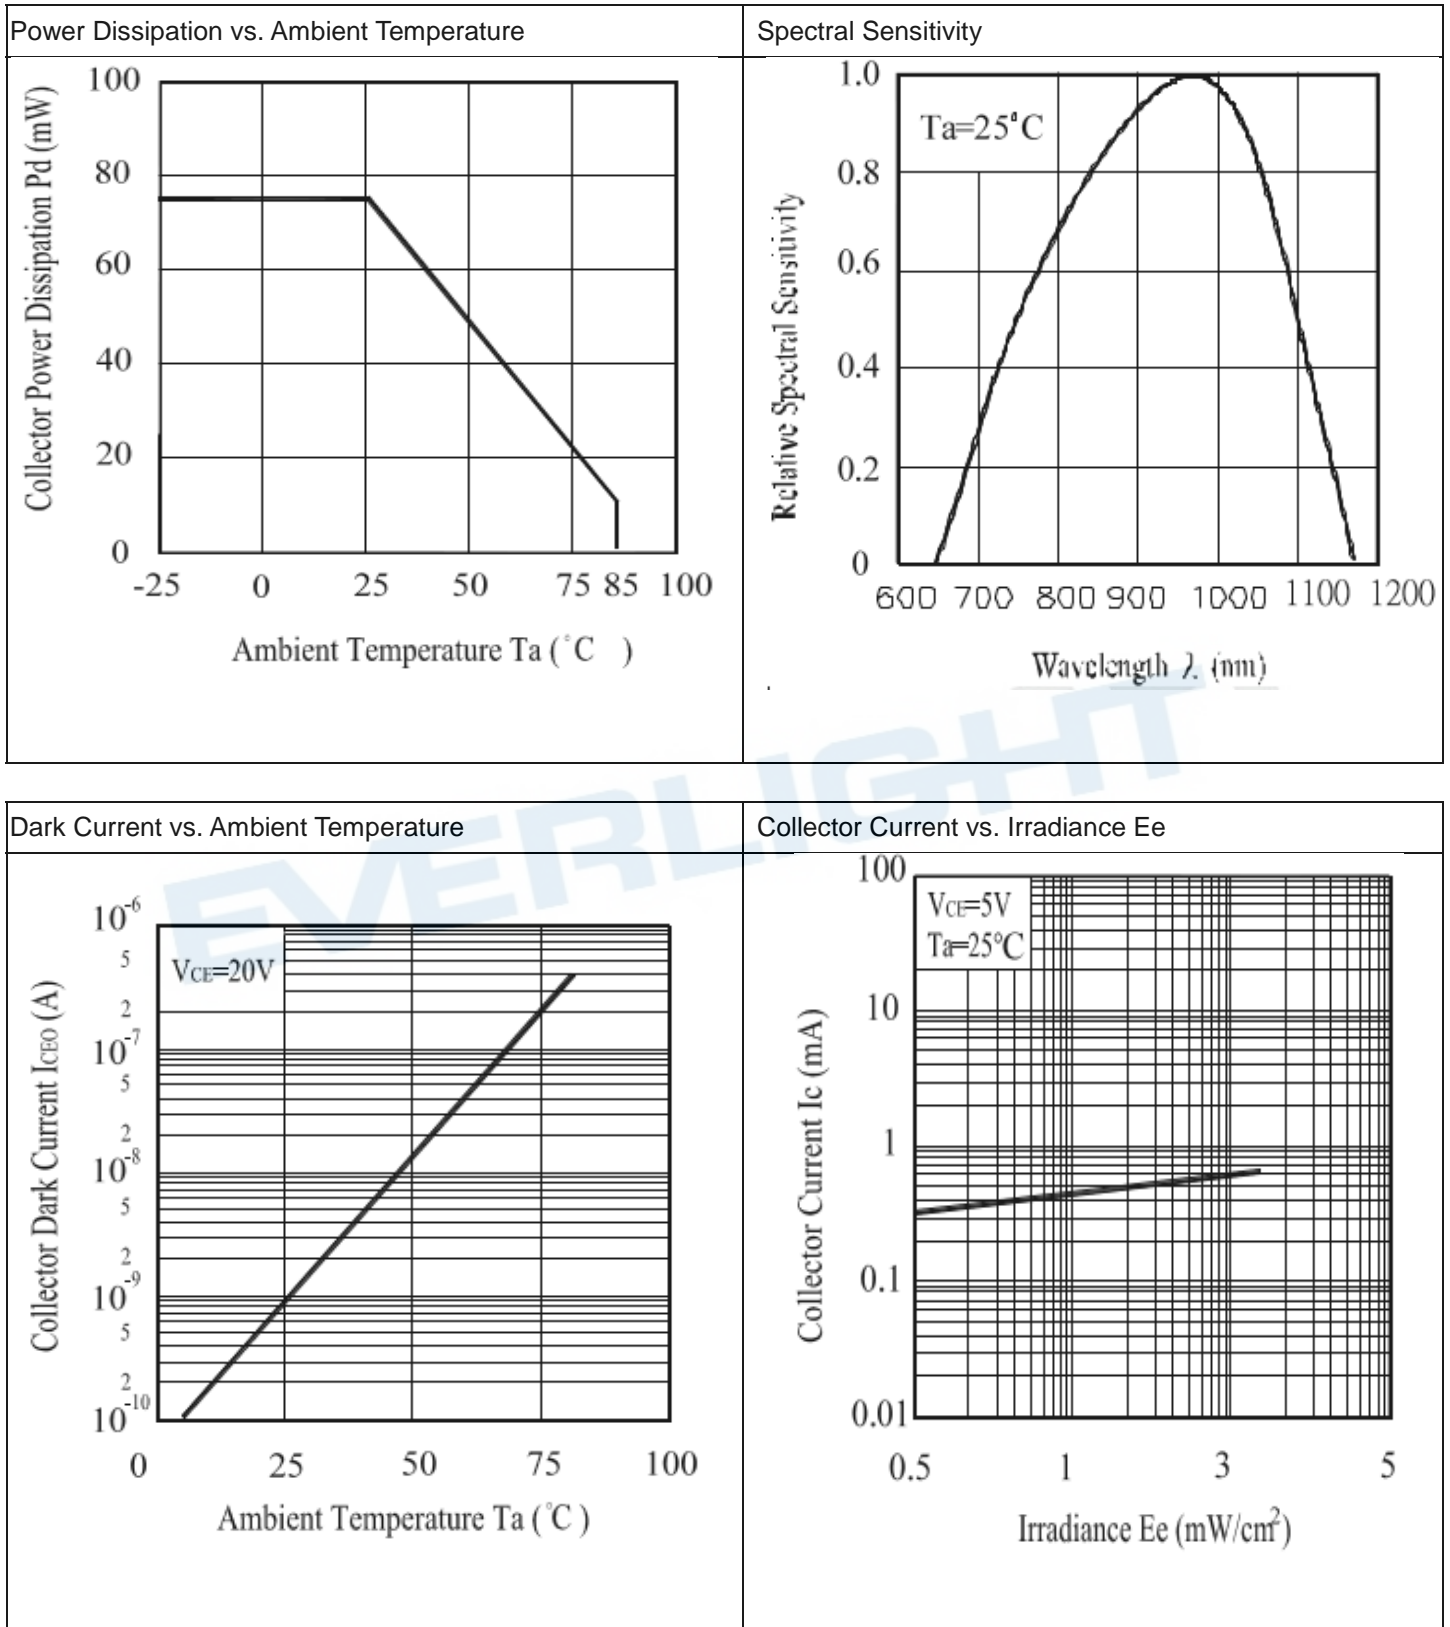 Power Dissipation vs. Ambient Temperature
Spectral Sensitivity
100
80
60
40
20
0
-25 0 25 50 75 85 100
Collector Power Dissipation Pd (mW)
Ambient Temperature Ta (°C )
1.0
0.8
0.6
0.4
0.2
0
Ta=25°C
600 700 800 900 1000 1100 1200
Relative Spectral Sensitivity
Wavelength λ (nm)
EVERLIGHT
Dark Current vs. Ambient Temperature
Collector Current vs. Irradiance Ee
10-6
5
2
10-7
5
2
10-8
5
2
10-9
5
2
10-10
VCE=20V
0 25 50 75 100
Collector Dark Current ICEO (A)
Ambient Temperature Ta (°C )
100
10
1
0.1
0.01
VCE=5V
Ta=25°C
0.5 1 3 5
Collector Current Ic (mA)
Irradiance Ee (mW/cm2)